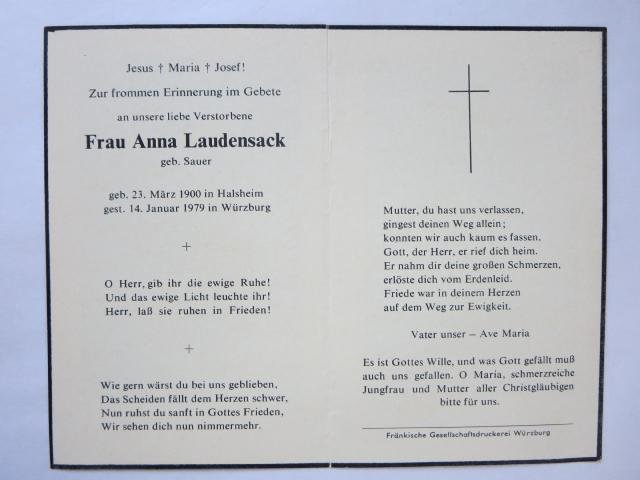 Jesus † Maria † Josef!
Zur frommen Erinnerung im Gebete
an unsere liebe Verstorbene
Frau Anna Laudensack
geb. Sauer
geb. 23. März 1900 in Halsheim
gest. 14. Januar 1979 in Würzburg
O Herr, gib ihr die ewige Ruhe!
Und das ewige Licht leuchte ihr!
Herr, laß sie ruhen in Frieden!
Wie gern wärst du bei uns geblieben,
Das Scheiden fällt dem Herzen schwer,
Nun ruhst du sanft in Gottes Frieden,
Wir sehen dich nun nimmermehr.
Mutter, du hast uns verlassen,
gingest deinen Weg allein;
konnten wir auch kaum es fassen,
Gott, der Herr, er rief dich heim.
Er nahm dir deine großen Schmerzen,
erlöste dich vom Erdenleid.
Friede war in deinem Herzen
auf dem Weg zur Ewigkeit.
Vater unser – Ave Maria
Es ist Gottes Wille, und was Gott gefällt muß
auch uns gefallen. O Maria, schmerzreiche
Jungfrau und Mutter aller Christgläubigen
bitte für uns.
Fränkische Gesellschaftsdruckerei Würzburg